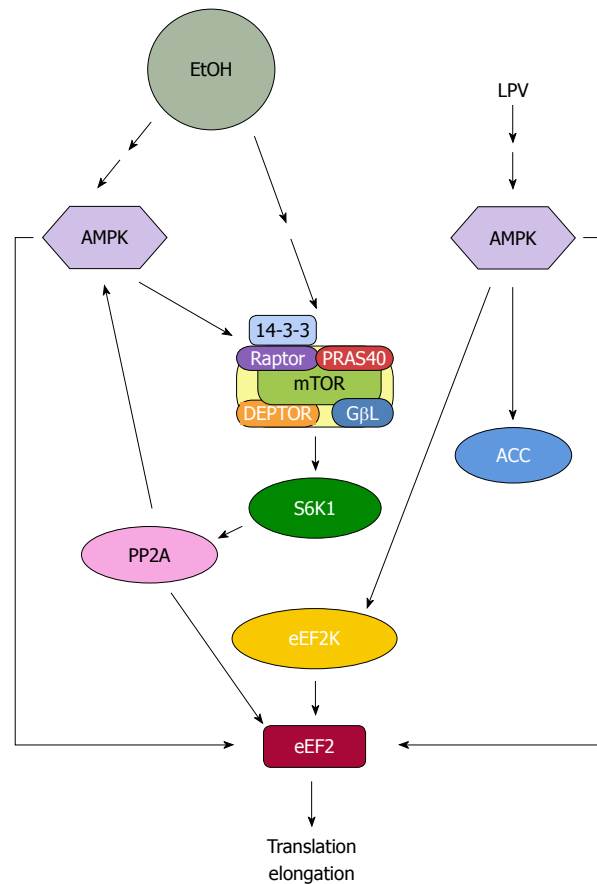 EtOH
LPV
AMPK
AMPK
14-3-3
Raptor
PRAS40
mTOR
DEPTOR
GβL
ACC
S6K1
PP2A
eEF2K
eEF2
Translation
elongation